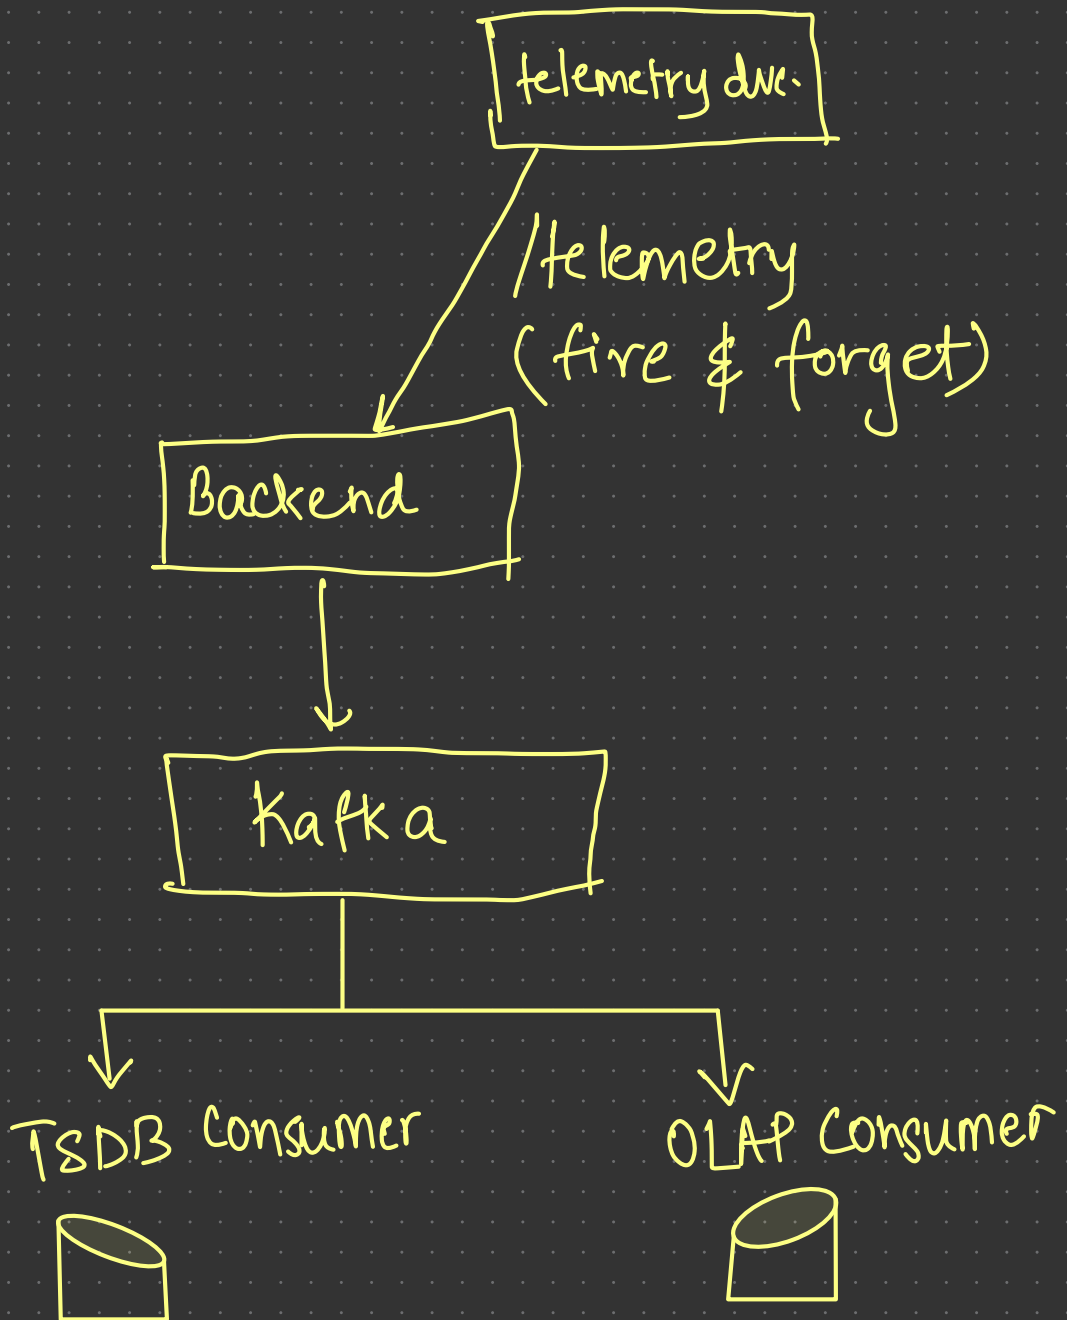 telemetry dvc.
/telemetry
(fire & forget)
Backend
Kafka
TSDB Consumer
OLAP Consumer